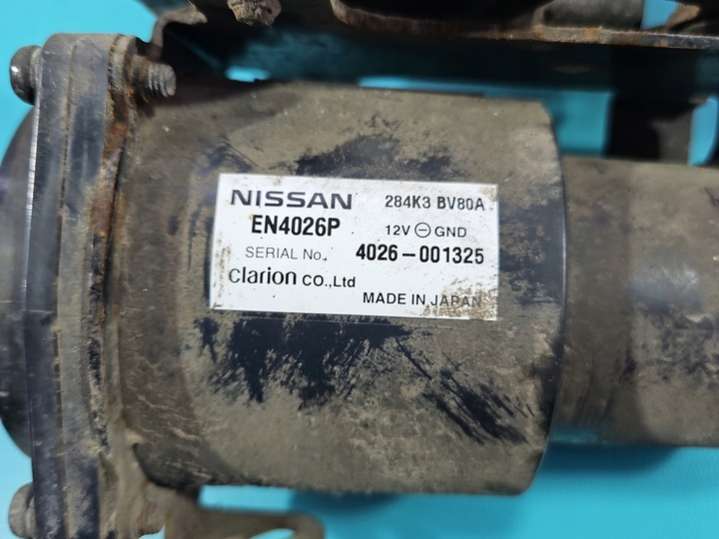 NISSAN 284K3 BV80A
EN4026P 12V ⊖ GND
SERIAL No. 4026-001325
Clarion CO.,Ltd
MADE IN JAPAN